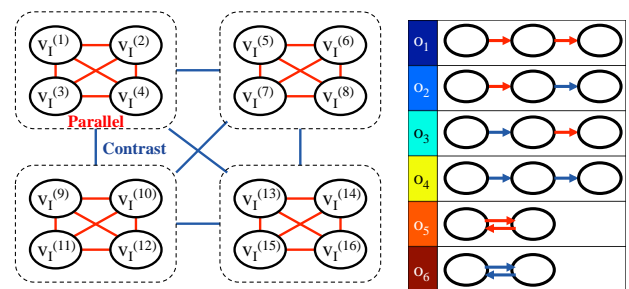 v_I^(1) v_I^(2) v_I^(5) v_I^(6)
v_I^(3) v_I^(4) v_I^(7) v_I^(8)
Parallel
Contrast
v_I^(9) v_I^(10) v_I^(13) v_I^(14)
v_I^(11) v_I^(12) v_I^(15) v_I^(16)
o_1
o_2
o_3
o_4
o_5
o_6